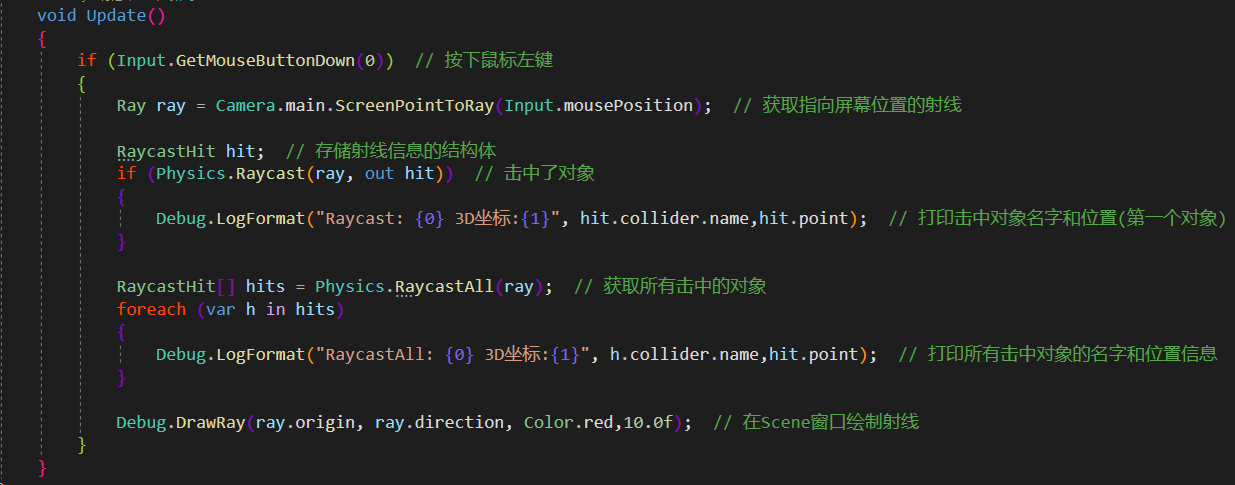 void Update()
{
if (Input.GetMouseButtonDown(0))  // 按下鼠标左键
{
Ray ray = Camera.main.ScreenPointToRay(Input.mousePosition);  // 获取指向屏幕位置的射线
RaycastHit hit;  // 存储射线信息的结构体
if (Physics.Raycast(ray, out hit))  // 击中了对象
{
Debug.LogFormat("Raycast: {0} 3D坐标:{1}", hit.collider.name,hit.point);  // 打印击中对象名字和位置(第一个对象)
}
RaycastHit[] hits = Physics.RaycastAll(ray);  // 获取所有击中的对象
foreach (var h in hits)
{
Debug.LogFormat("RaycastAll: {0} 3D坐标:{1}", h.collider.name,hit.point);  // 打印所有击中对象的名字和位置信息
}
Debug.DrawRay(ray.origin, ray.direction, Color.red,10.0f);  // 在Scene窗口绘制射线
}
}